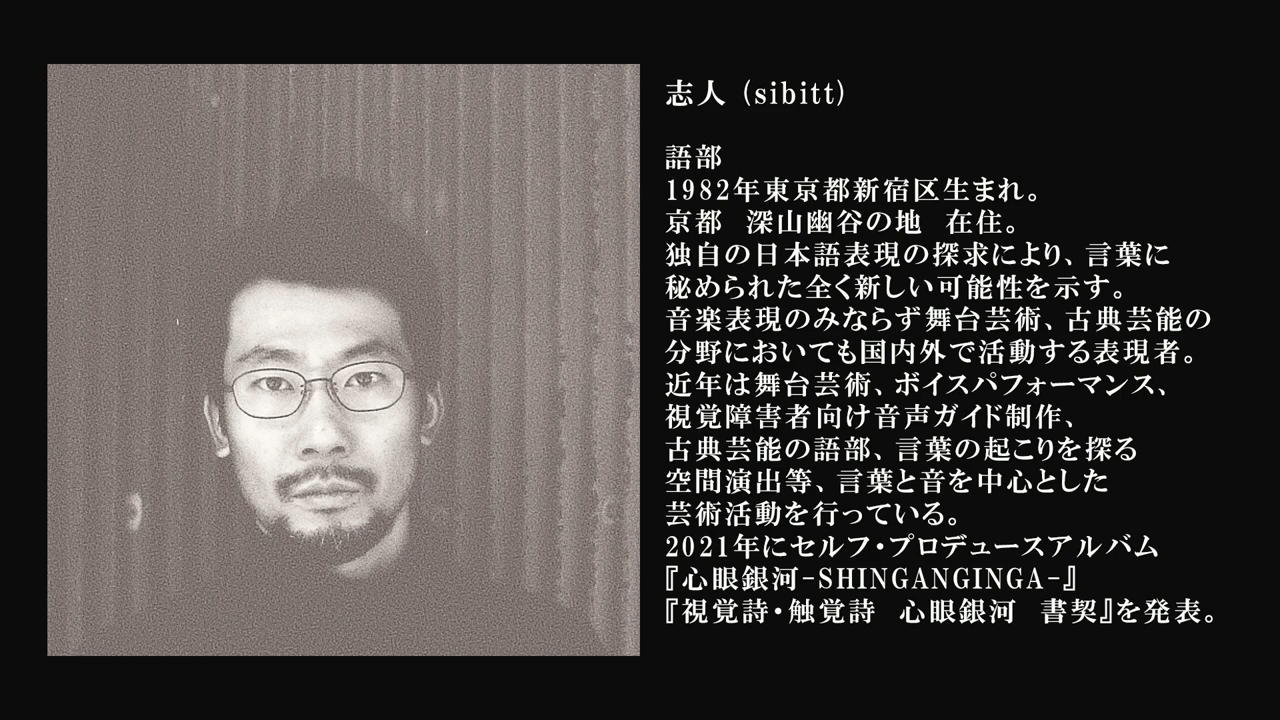 志人（sibitt）
語部
1982年東京都新宿区生まれ。
京都　深山幽谷の地　在住。
独自の日本語表現の探求により、言葉に
秘められた全く新しい可能性を示す。
音楽表現のみならず舞台芸術、古典芸能の
分野においても国内外で活動する表現者。
近年は舞台芸術、ボイスパフォーマンス、
視覚障害者向け音声ガイド制作、
古典芸能の語部、言葉の起こりを探る
空間演出等、言葉と音を中心とした
芸術活動を行っている。
2021年にセルフ・プロデュースアルバム
『心眼銀河-SHINGANGINGA-』
『視覚詩・触覚詩　心眼銀河　書契』を発表。